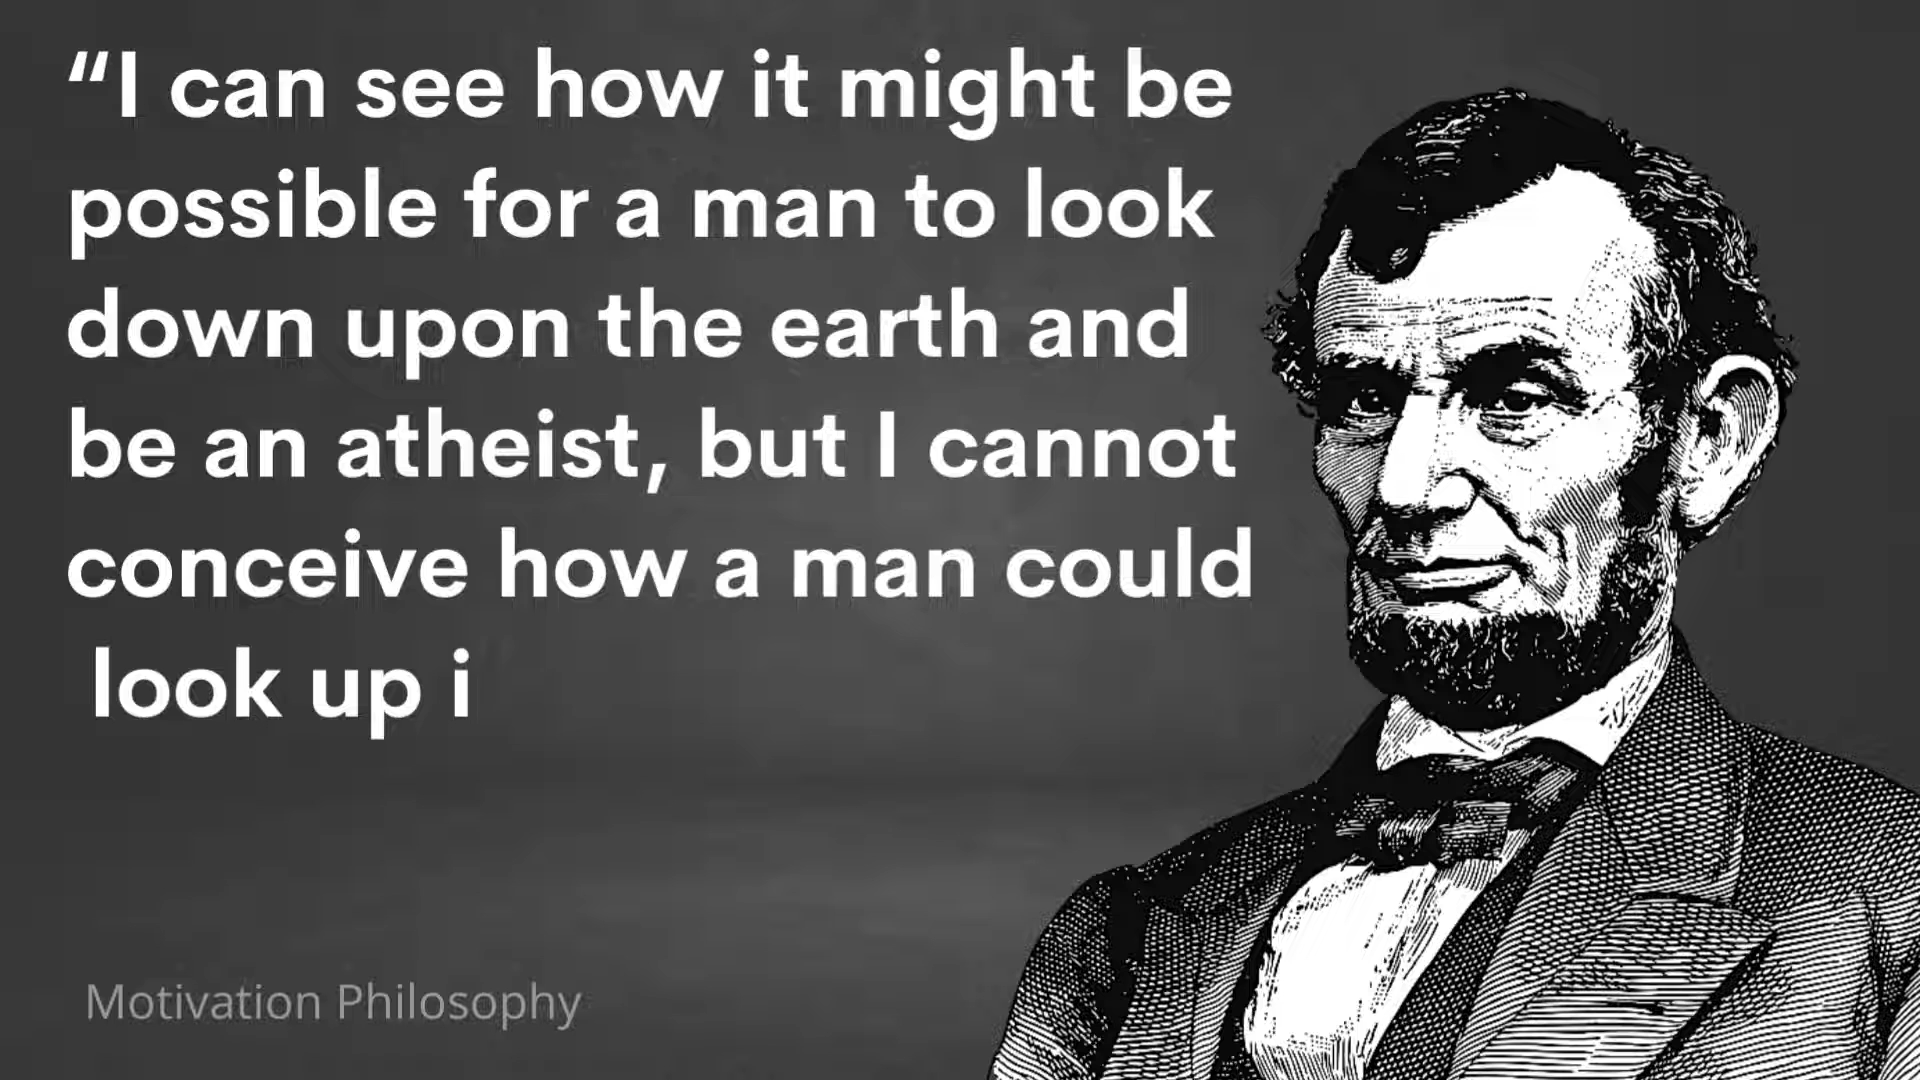 “I can see how it might be
possible for a man to look
down upon the earth and
be an atheist, but I cannot
conceive how a man could
look up i
Motivation Philosophy